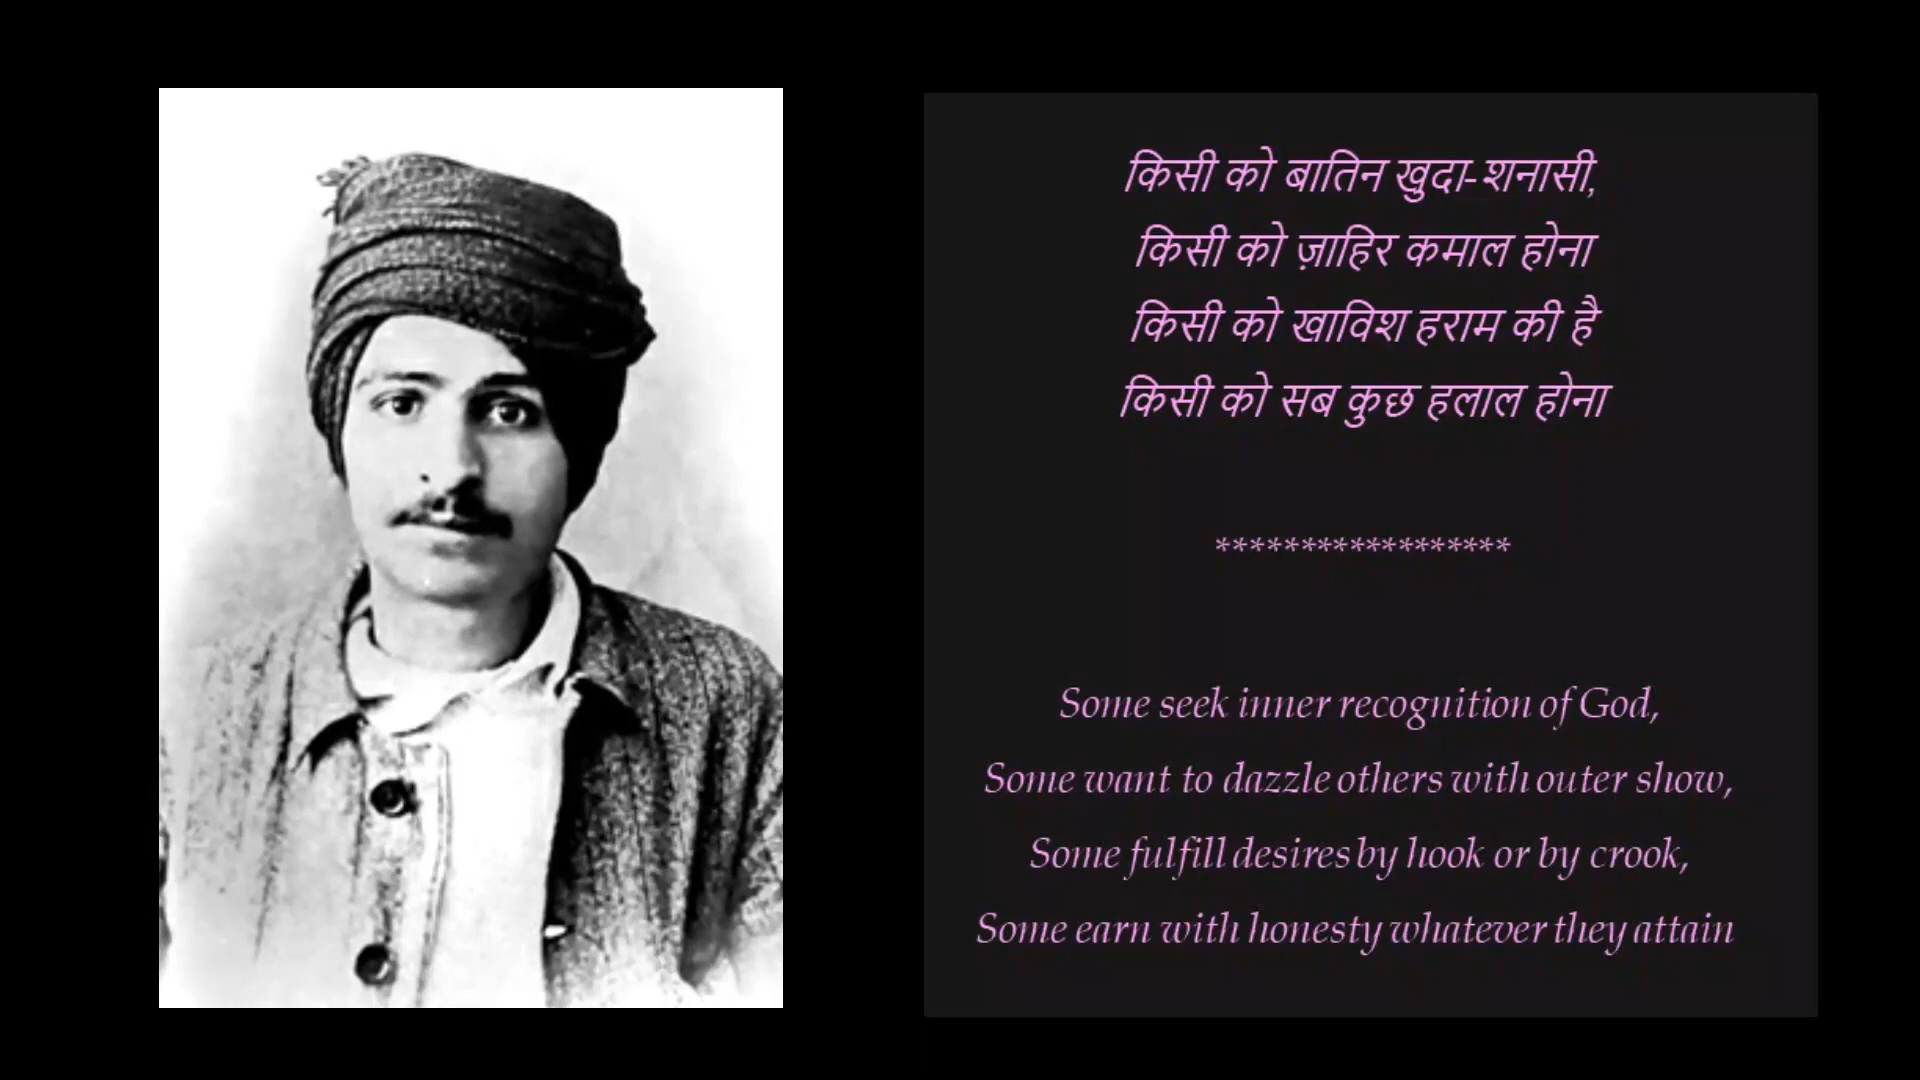 किसी को बातिन खुदा-शनासी,
किसी को ज़ाहिर कमाल होना
किसी को खाविश हराम की है
किसी को सब कुछ हलाल होना
******************
Some seek inner recognition of God,
Some want to dazzle others with outer show,
Some fulfill desires by hook or by crook,
Some earn with honesty whatever they attain